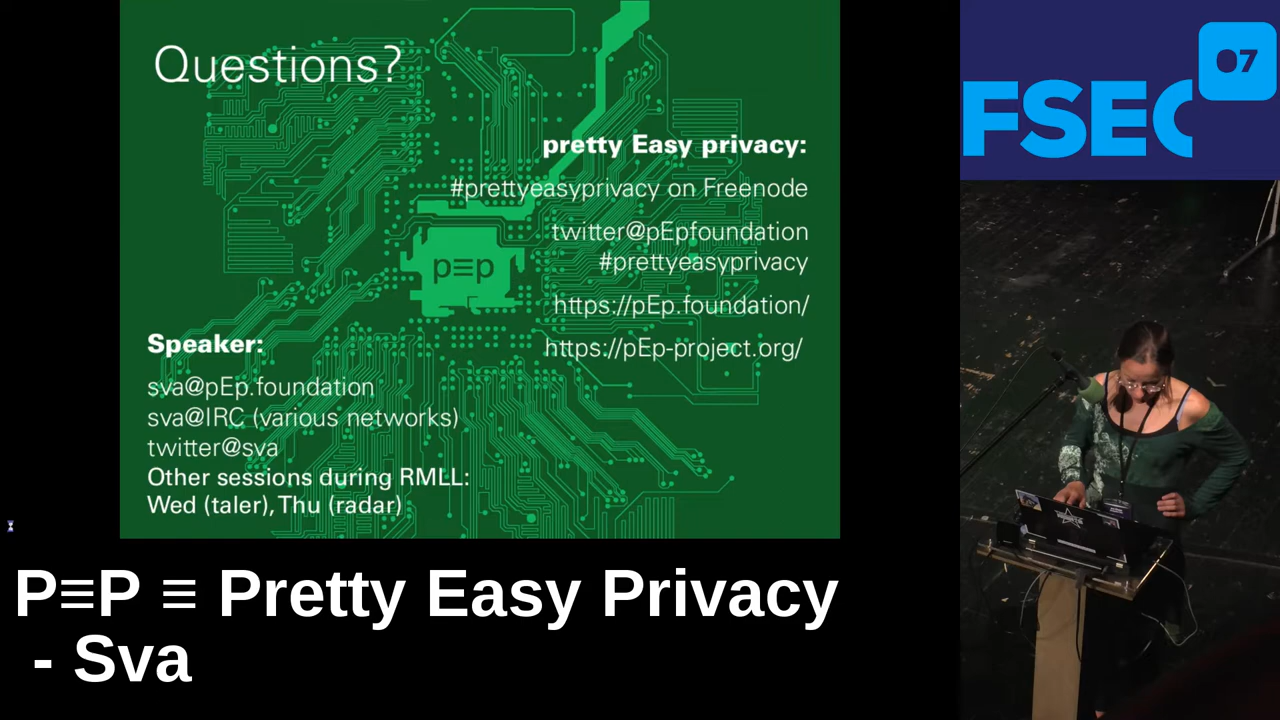 Questions?
pretty Easy privacy:
#prettyeasyprivacy on Freenode
twitter@pEpfoundation
#prettyeasyprivacy
https://pEp.foundation/
https://pEp-project.org/
p≡p
Speaker:
sva@pEp.foundation
sva@IRC (various networks)
twitter@sva
Other sessions during RMLL:
Wed (taler), Thu (radar)
P≡P ≡ Pretty Easy Privacy
- Sva
FSEC
07